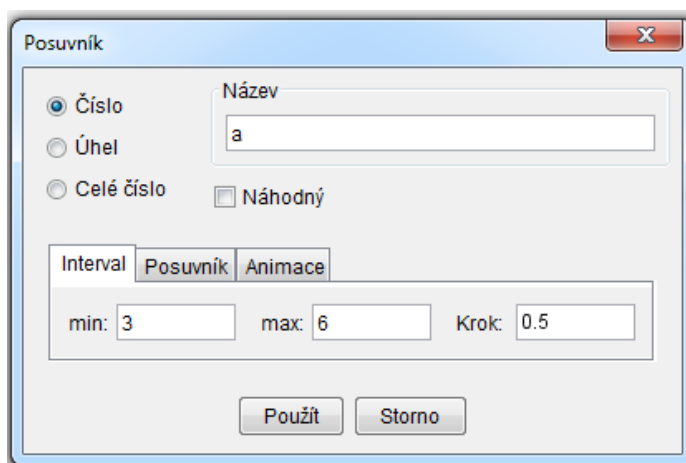 Posuvník
Číslo
Úhel
Celé číslo
Název
a
Náhodný
Interval Posuvník Animace
min: 3 max: 6 Krok: 0.5
Použít Storno